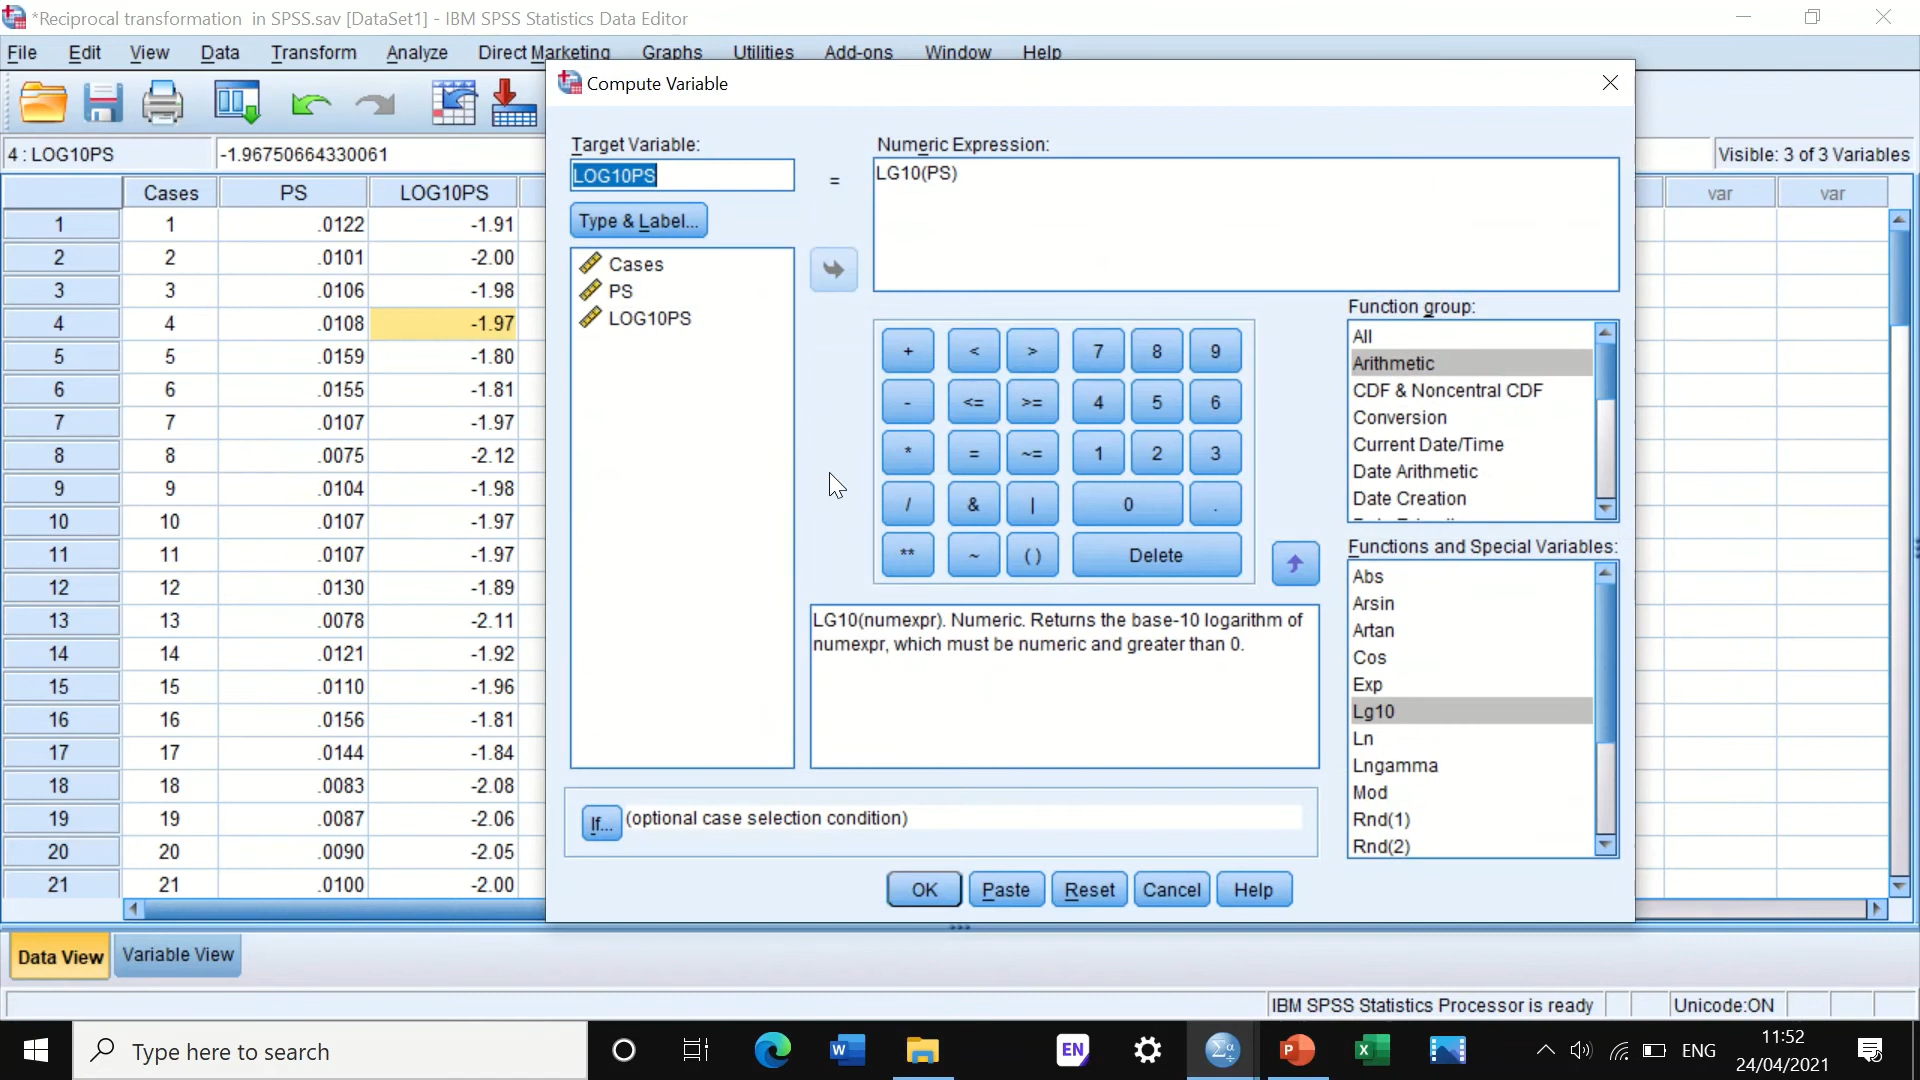 *Reciprocal transformation  in SPSS.sav [DataSet1] - IBM SPSS Statistics Data Editor
File Edit View Data Transform Analyze Direct Marketing Graphs Utilities Add-ons Window Help
Compute Variable
4 : LOG10PS -1.96750664330061
Visible: 3 of 3 Variables
Cases PS LOG10PS var var
1 1 .0122 -1.91
2 2 .0101 -2.00
3 3 .0106 -1.98
4 4 .0108 -1.97
5 5 .0159 -1.80
6 6 .0155 -1.81
7 7 .0107 -1.97
8 8 .0075 -2.12
9 9 .0104 -1.98
10 10 .0107 -1.97
11 11 .0107 -1.97
12 12 .0130 -1.89
13 13 .0078 -2.11
14 14 .0121 -1.92
15 15 .0110 -1.96
16 16 .0156 -1.81
17 17 .0144 -1.84
18 18 .0083 -2.08
19 19 .0087 -2.06
20 20 .0090 -2.05
21 21 .0100 -2.00
Target Variable:
LOG10PS
=
Type & Label...
Cases
PS
LOG10PS
Numeric Expression:
LG10(PS)
+ < > 7 8 9
- <= >= 4 5 6
* = ~= 1 2 3
/ & | 0 .
** ~ ( ) Delete
Function group:
All
Arithmetic
CDF & Noncentral CDF
Conversion
Current Date/Time
Date Arithmetic
Date Creation
Functions and Special Variables:
Abs
Arsin
Artan
Cos
Exp
Lg10
Ln
Lngamma
Mod
Rnd(1)
Rnd(2)
LG10(numexpr). Numeric. Returns the base-10 logarithm of
numexpr, which must be numeric and greater than 0.
If... (optional case selection condition)
OK Paste Reset Cancel Help
Data View Variable View
IBM SPSS Statistics Processor is ready Unicode:ON
Type here to search
EN
ENG
11:52
24/04/2021